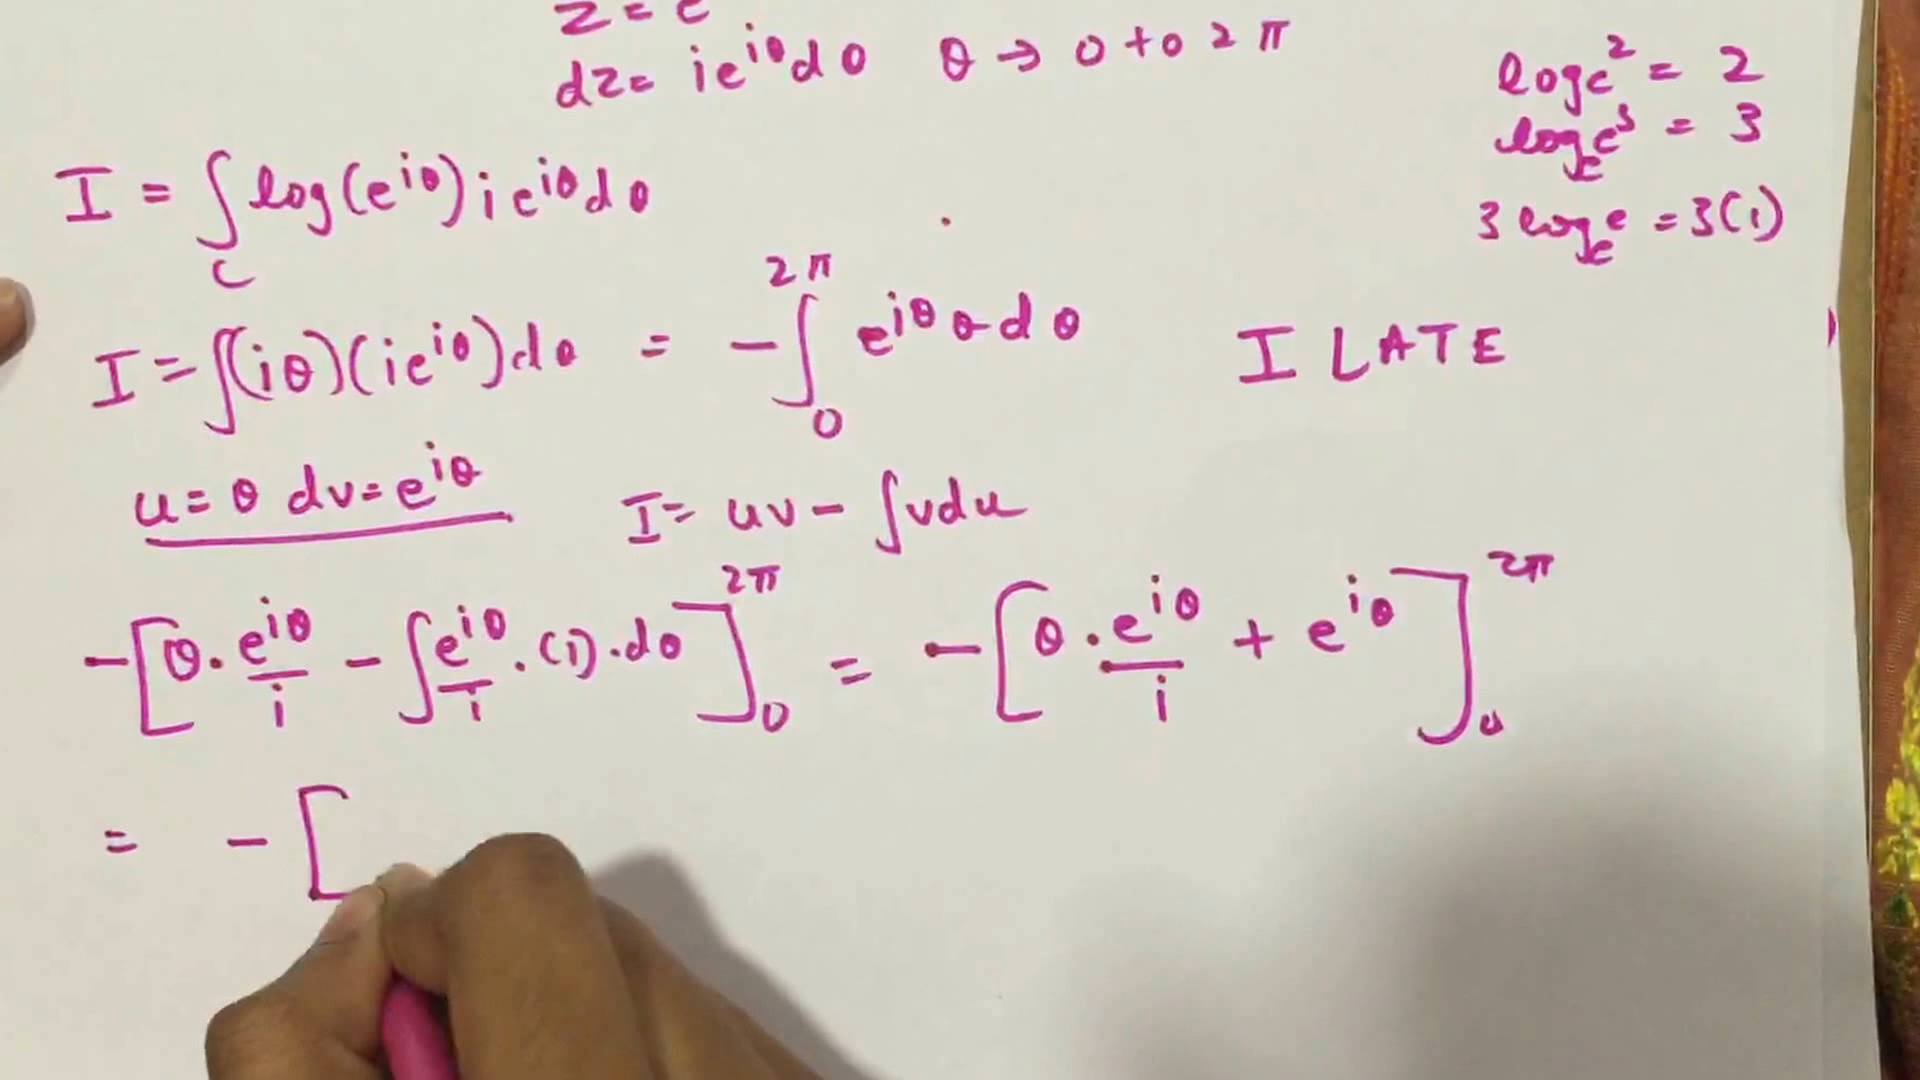 z = e
dz = ie^{iθ}dθ θ → 0 to 2π
log e^2 = 2
log_e e^3 = 3
3 log_e e = 3(1)
I = ∫_C log(e^{iθ}) i e^{iθ} dθ
I = ∫(iθ)(ie^{iθ})dθ = -∫_0^{2π} e^{iθ} θ dθ
I LATE
u = θ dv = e^{iθ} I = uv - ∫vdu
-[θ · e^{iθ}/i - ∫ e^{iθ}/i · (1) · dθ]_0^{2π} = -[θ · e^{iθ}/i + e^{iθ}]_0^{2π}
= -[